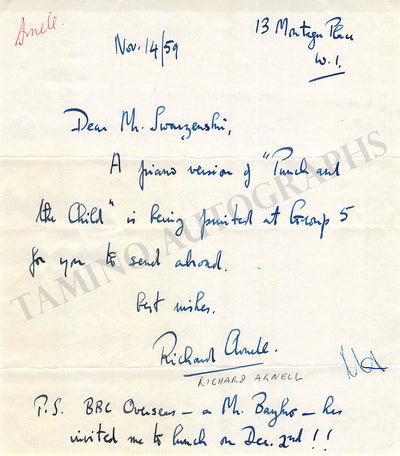 Arnell.
13 Montagu Place
W.1.
Nov. 14/59
Dear Mr. Swarzenski,
A piano version of "Punch and
the Child" is being printed at Group 5
for you to send abroad.
Best wishes.
Richard Arnell.
RICHARD ARNELL
P.S. BBC Overseas – a Mr. – has
invited me to lunch on Dec. 2nd!!
TAMINO AUTOGRAPHS